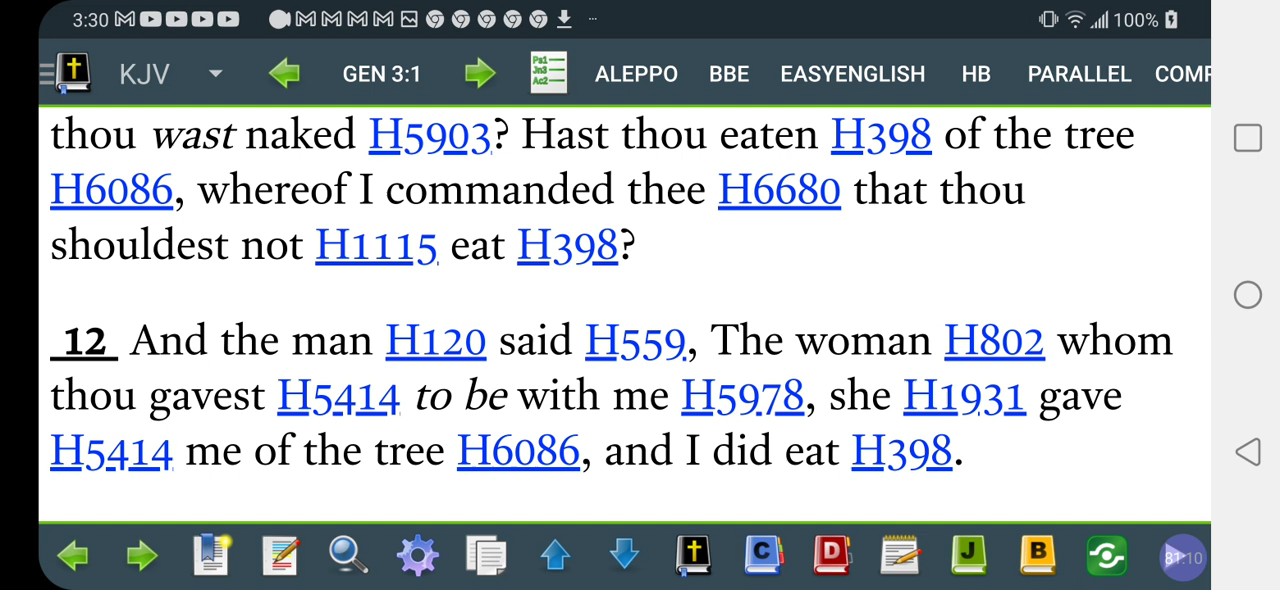 3:30 ... 100%
KJV GEN 3:1 ALEPPO BBE EASYENGLISH HB PARALLEL COMP
thou wast naked H5903? Hast thou eaten H398 of the tree
H6086, whereof I commanded thee H6680 that thou
shouldest not H1115 eat H398?
12 And the man H120 said H559, The woman H802 whom
thou gavest H5414 to be with me H5978, she H1931 gave
H5414 me of the tree H6086, and I did eat H398.
C D J B 81:10